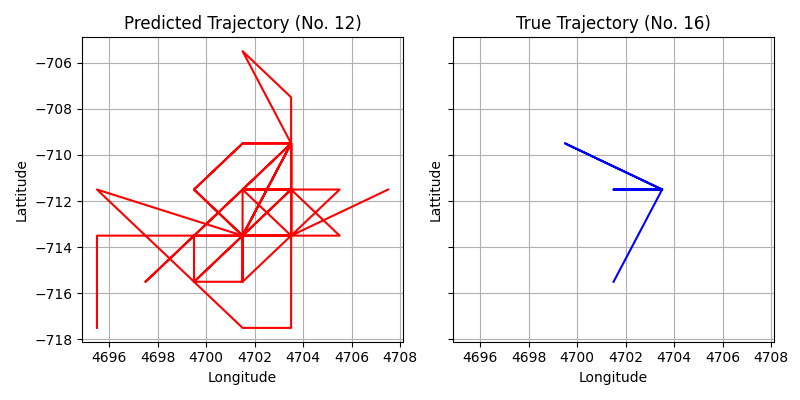 Predicted Trajectory (No. 12)
True Trajectory (No. 16)
Lattitude
−706
−708
−710
−712
−714
−716
−718
4696 4698 4700 4702 4704 4706 4708
Longitude
Lattitude
4696 4698 4700 4702 4704 4706 4708
Longitude